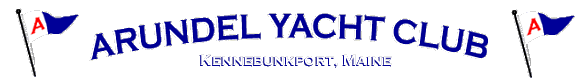 A
ARUNDEL YACHT CLUB
A
KENNEBUNKPORT, MAINE